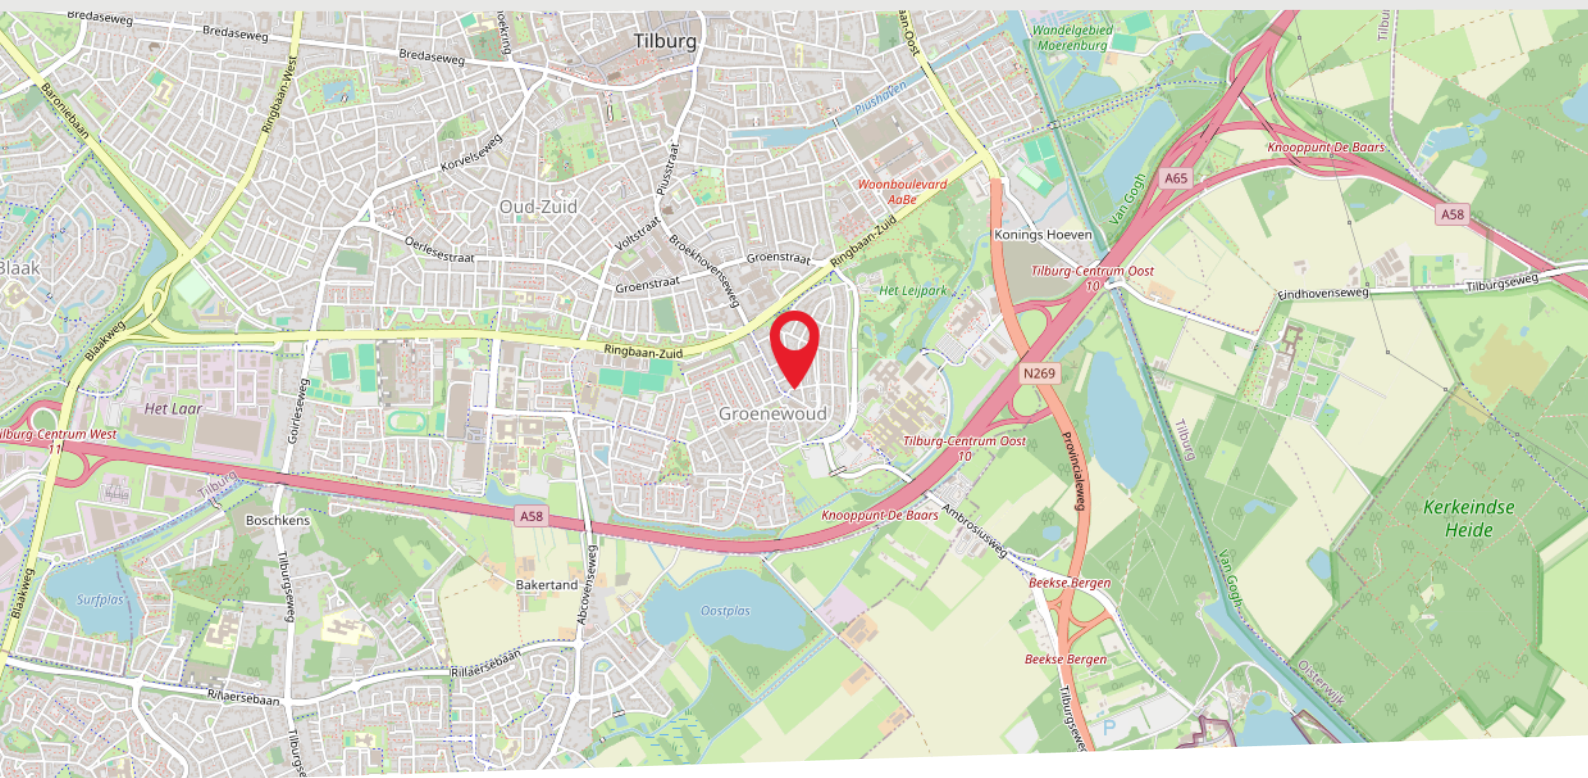 Bredaseweg
Bredaseweg
Bredaseweg
Tilburg
Wandelgebied
Moerenburg
Baroniebaan
Ringbaan-West
Piushaven
Korvelseweg
Piusstraat
Knooppunt De Baars
A65
Woonboulevard
AaBe
Van Gogh
A58
Oud-Zuid
Voltstraat
Ringbaan-Zuid
Konings Hoeven
Oerlesestraat
Broekhovenseweg
Groenstraat
Groenstraat
Blaak
Tilburg-Centrum Oost
10
Het Leijpark
Eindhovenseweg
Tilburgseweg
Blaakweg
Ringbaan-Zuid
N269
Het Laar
Groenewoud
Goirleseweg
Tilburg-Centrum Oost
10
Tilburg
Provincialeweg
11
Tilburg
A58
Boschkens
Knooppunt De Baars
Ambrosiusweg
Kerkeindse
Heide
Tilburgseweg
Bakertand
Abcovenseweg
Beekse Bergen
Van Gogh
Blaakweg
Surfplas
Oostplas
Beekse Bergen
Rillaersebaan
Rillaersebaan
Oisterwijk
P